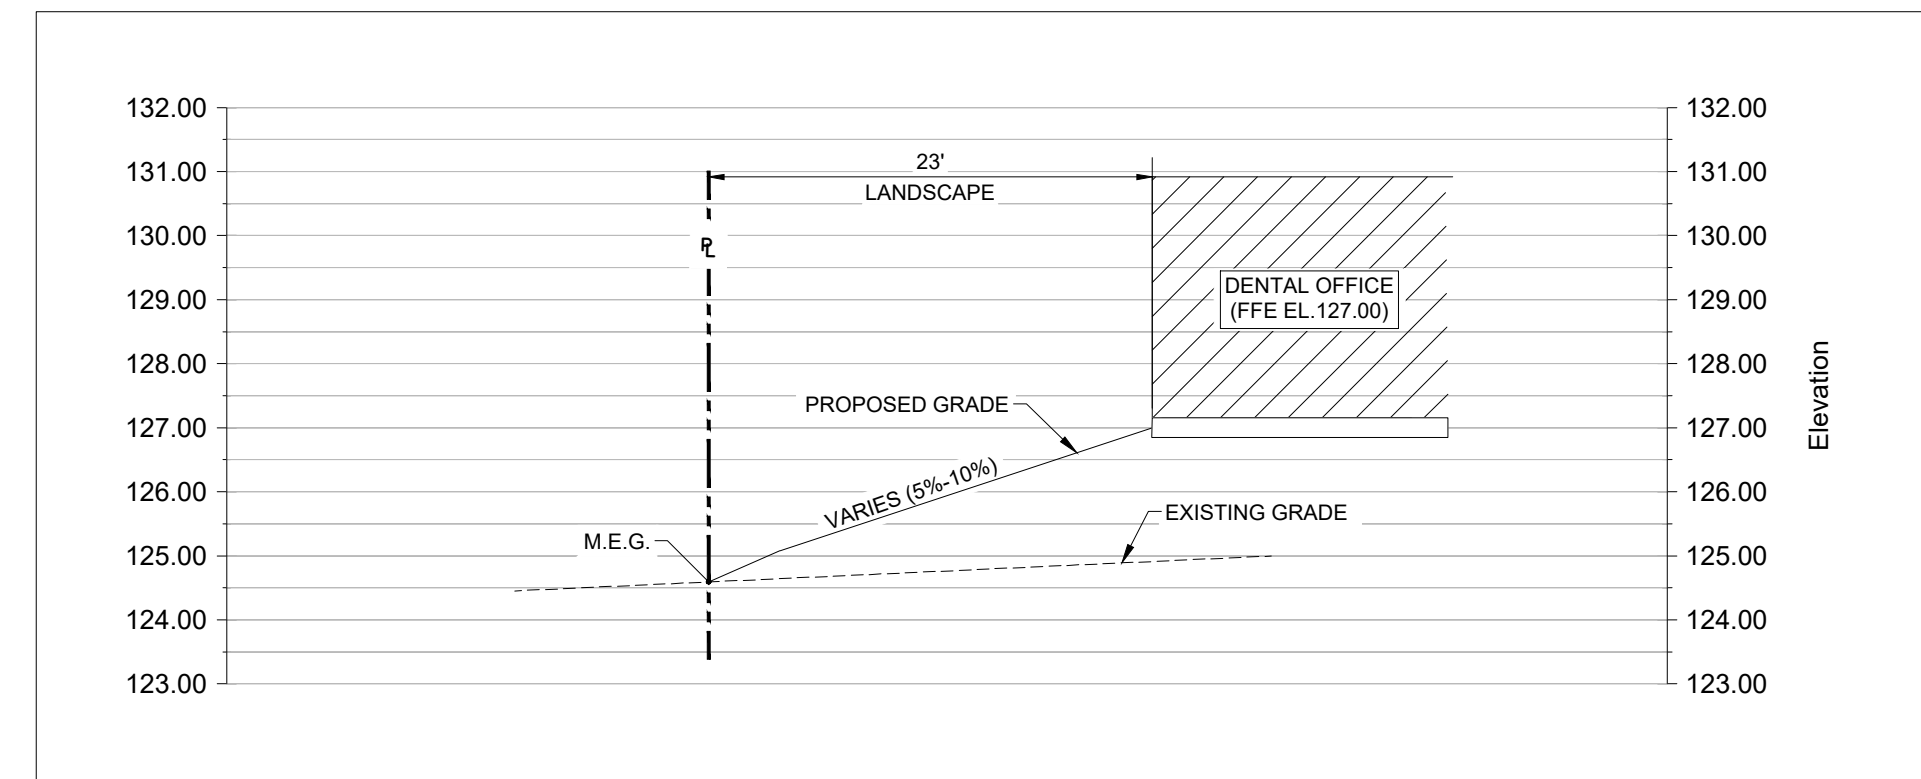 132.00 132.00
131.00 131.00
23'
LANDSCAPE
130.00 130.00
PL
129.00 129.00
DENTAL OFFICE
(FFE EL.127.00)
128.00 128.00
PROPOSED GRADE
127.00 127.00
Elevation
126.00 126.00
VARIES (5%-10%)
EXISTING GRADE
M.E.G.
125.00 125.00
124.00 124.00
123.00 123.00